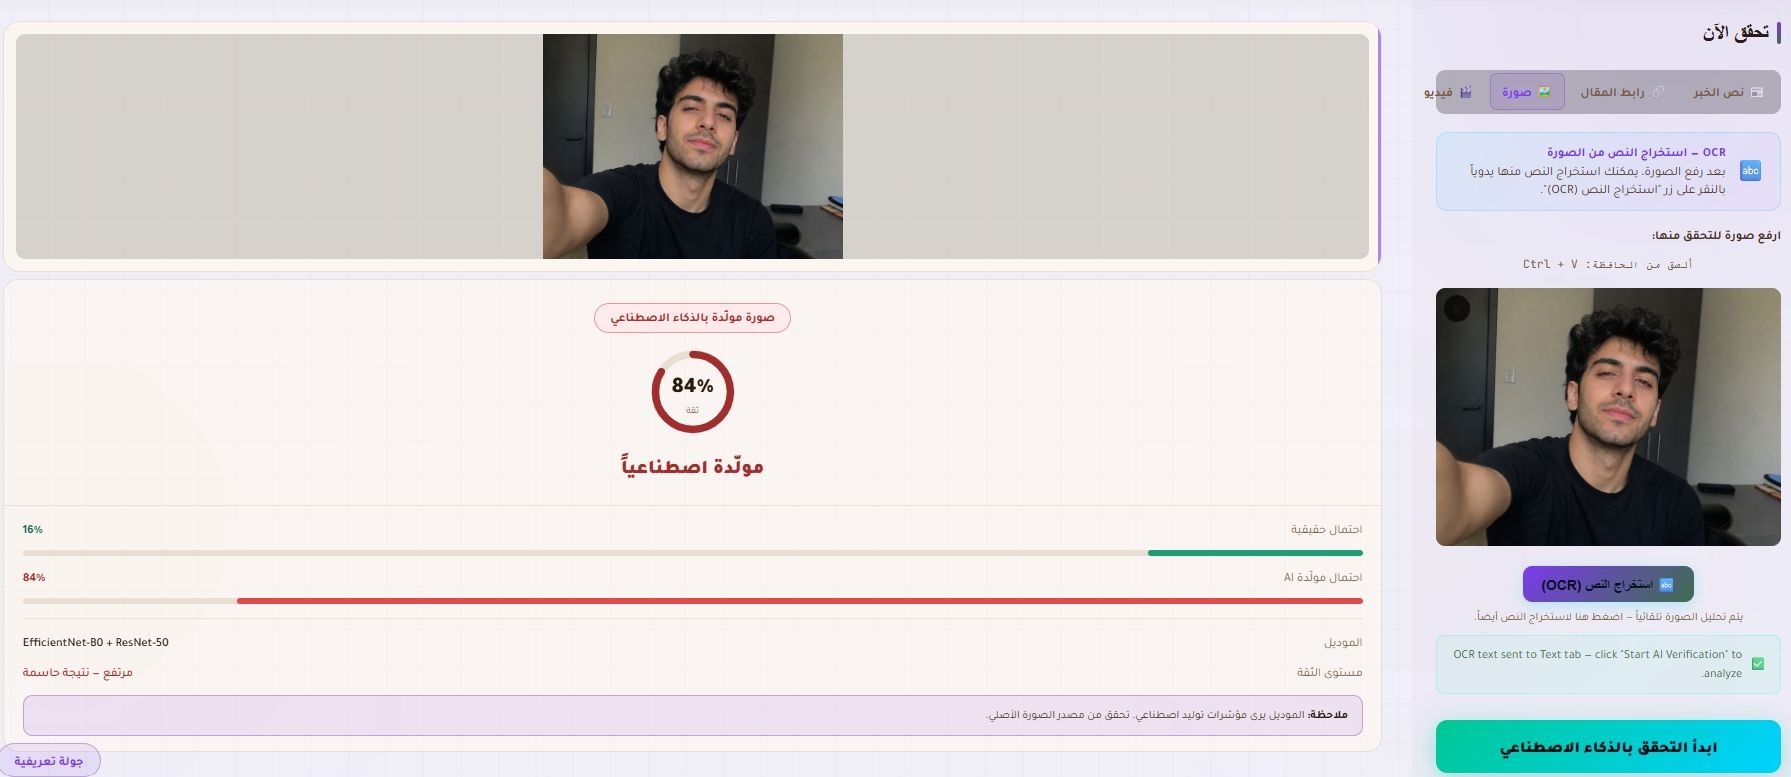 تحقق الآن
نص الخبر
رابط المقال
صورة
فيديو
OCR — استخراج النص من الصورة
بعد رفع الصورة، يمكنك استخراج النص منها يدوياً
بالنقر على زر "استخراج النص (OCR)".
ارفع صورة للتحقق منها:
ألصق من الحافظة: Ctrl + V
استخراج النص (OCR)
يتم تحليل الصورة تلقائياً — اضغط هنا لاستخراج النص أيضاً.
OCR text sent to Text tab — click "Start AI Verification" to
analyze.
ابدأ التحقق بالذكاء الاصطناعي
صورة مولّدة بالذكاء الاصطناعي
84%
ثقة
مولّدة اصطناعياً
احتمال حقيقية 16%
احتمال مولّدة AI 84%
الموديل EfficientNet-B0 + ResNet-50
مستوى الثقة مرتفع — نتيجة حاسمة
ملاحظة: الموديل يرى مؤشرات توليد اصطناعي. تحقق من مصدر الصورة الأصلي.
جولة تعريفية